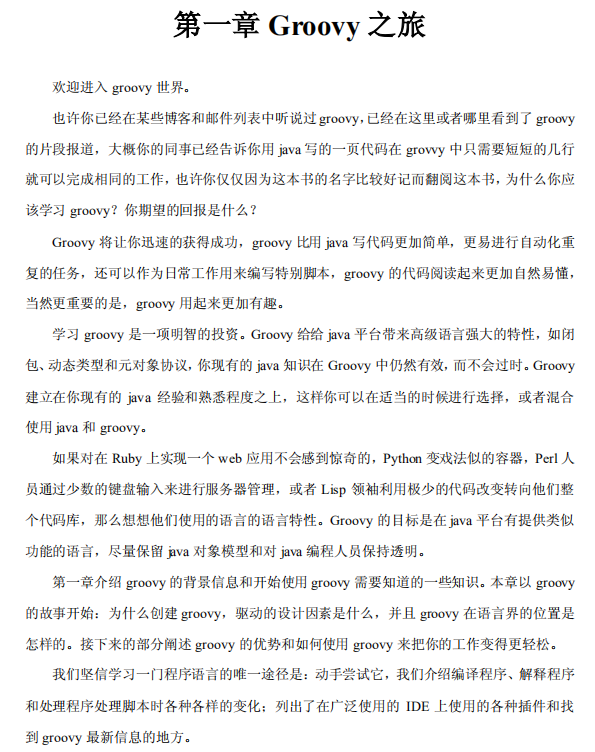 第一章 Groovy 之旅
欢迎进入 groovy 世界。
也许你已经在某些博客和邮件列表中听说过 groovy，已经在这里或者哪里看到了 groovy
的片段报道，大概你的同事已经告诉你用 java 写的一页代码在 grovvy 中只需要短短的几行
就可以完成相同的工作，也许你仅仅因为这本书的名字比较好记而翻阅这本书，为什么你应
该学习 groovy？你期望的回报是什么？
Groovy 将让你迅速的获得成功，groovy 比用 java 写代码更加简单，更易进行自动化重
复的任务，还可以作为日常工作用来编写特别脚本，groovy 的代码阅读起来更加自然易懂，
当然更重要的是，groovy 用起来更加有趣。
学习 groovy 是一项明智的投资。Groovy 给给 java 平台带来高级语言强大的特性，如闭
包、动态类型和元对象协议，你现有的 java 知识在 Groovy 中仍然有效，而不会过时。Groovy
建立在你现有的 java 经验和熟悉程度之上，这样你可以在适当的时候进行选择，或者混合
使用 java 和 groovy。
如果对在 Ruby 上实现一个 web 应用不会感到惊奇的，Python 变戏法似的容器，Perl 人
员通过少数的键盘输入来进行服务器管理，或者 Lisp 领袖利用极少的代码改变转向他们整
个代码库，那么想想他们使用的语言的语言特性。Groovy 的目标是在 java 平台有提供类似
功能的语言，尽量保留 java 对象模型和对 java 编程人员保持透明。
第一章介绍 groovy 的背景信息和开始使用 groovy 需要知道的一些知识。本章以 groovy
的故事开始：为什么创建 groovy，驱动的设计因素是什么，并且 groovy 在语言界的位置是
怎样的。接下来的部分阐述 groovy 的优势和如何使用 groovy 来把你的工作变得更轻松。
我们坚信学习一门程序语言的唯一途径是：动手尝试它，我们介绍编译程序、解释程序
和处理程序处理脚本时各种各样的变化；列出了在广泛使用的 IDE 上使用的各种插件和找
到 groovy 最新信息的地方。